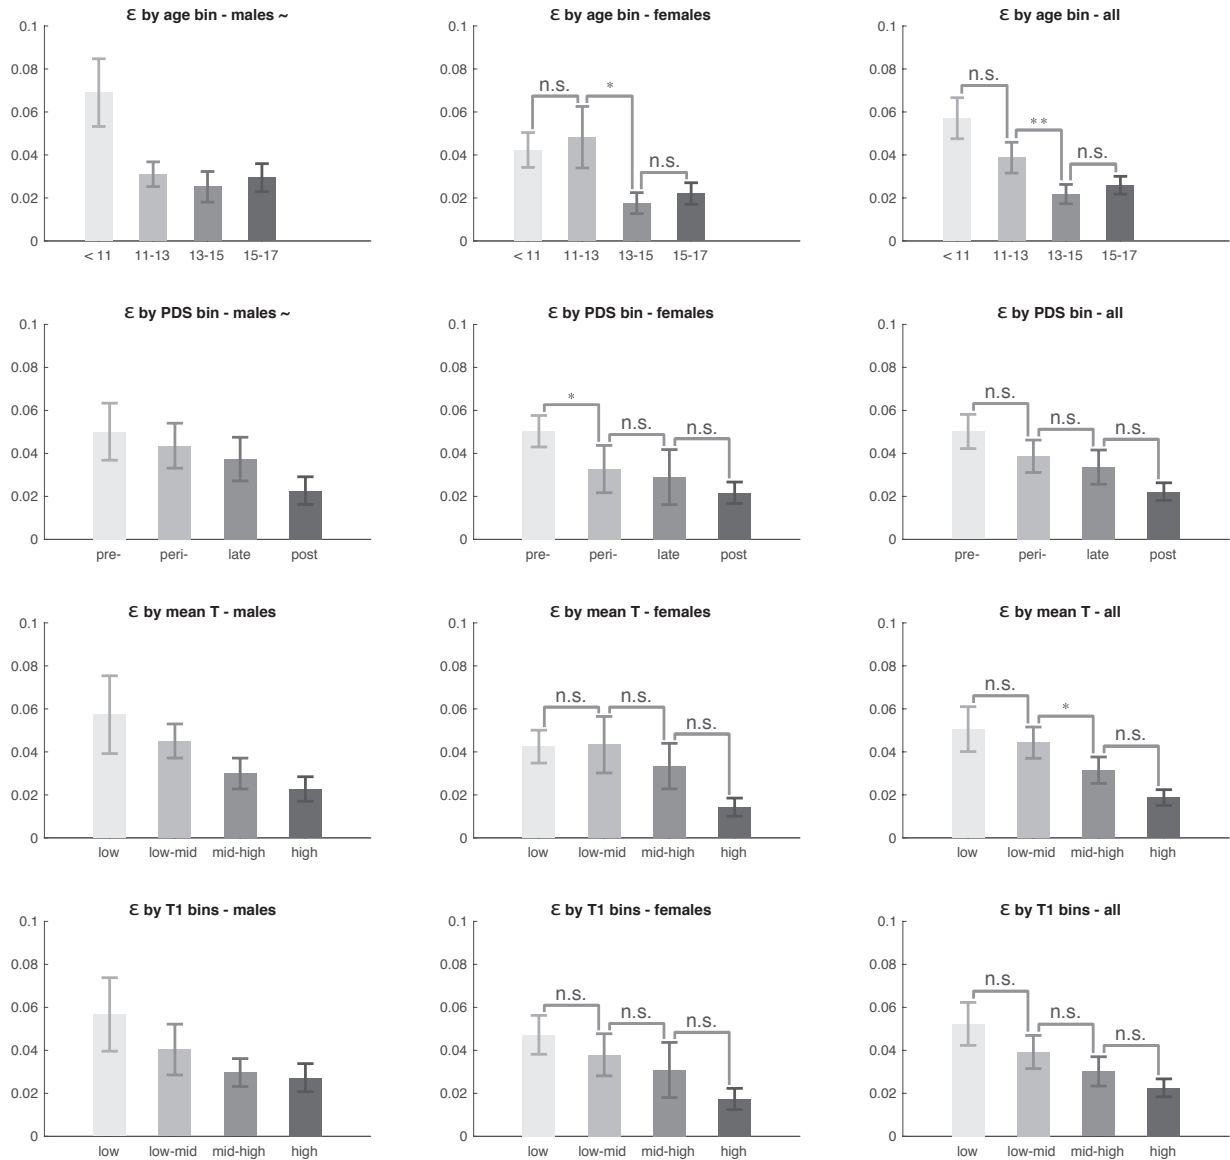 ε by age bin - males ~
0.1
0.08
0.06
0.04
0.02
0
< 11 11-13 13-15 15-17
ε by age bin - females
0.1
0.08
0.06
0.04
0.02
0
n.s. * n.s.
< 11 11-13 13-15 15-17
ε by age bin - all
0.1
0.08
0.06
0.04
0.02
0
n.s. ** n.s.
< 11 11-13 13-15 15-17
ε by PDS bin - males ~
0.1
0.08
0.06
0.04
0.02
0
pre- peri- late post
ε by PDS bin - females
0.1
0.08
0.06
0.04
0.02
0
* n.s. n.s.
pre- peri- late post
ε by PDS bin - all
0.1
0.08
0.06
0.04
0.02
0
n.s. n.s. n.s.
pre- peri- late post
ε by mean T - males
0.1
0.08
0.06
0.04
0.02
0
low low-mid mid-high high
ε by mean T - females
0.1
0.08
0.06
0.04
0.02
0
n.s. n.s. n.s.
low low-mid mid-high high
ε by mean T - all
0.1
0.08
0.06
0.04
0.02
0
n.s. * n.s.
low low-mid mid-high high
ε by T1 bins - males
0.1
0.08
0.06
0.04
0.02
0
low low-mid mid-high high
ε by T1 bins - females
0.1
0.08
0.06
0.04
0.02
0
n.s. n.s. n.s.
low low-mid mid-high high
ε by T1 bins - all
0.1
0.08
0.06
0.04
0.02
0
n.s. n.s. n.s.
low low-mid mid-high high